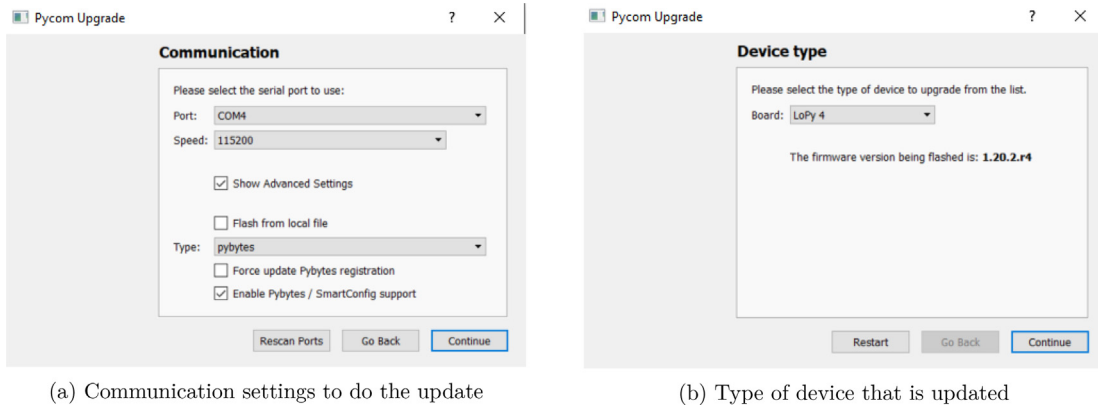 Pycom Upgrade ? ×
Communication
Please select the serial port to use:
Port: COM4
Speed: 115200
Show Advanced Settings
Flash from local file
Type: pybytes
Force update Pybytes registration
Enable Pybytes / SmartConfig support
Rescan Ports Go Back Continue
(a) Communication settings to do the update
Pycom Upgrade ? ×
Device type
Please select the type of device to upgrade from the list.
Board: LoPy 4
The firmware version being flashed is: 1.20.2.r4
Restart Go Back Continue
(b) Type of device that is updated